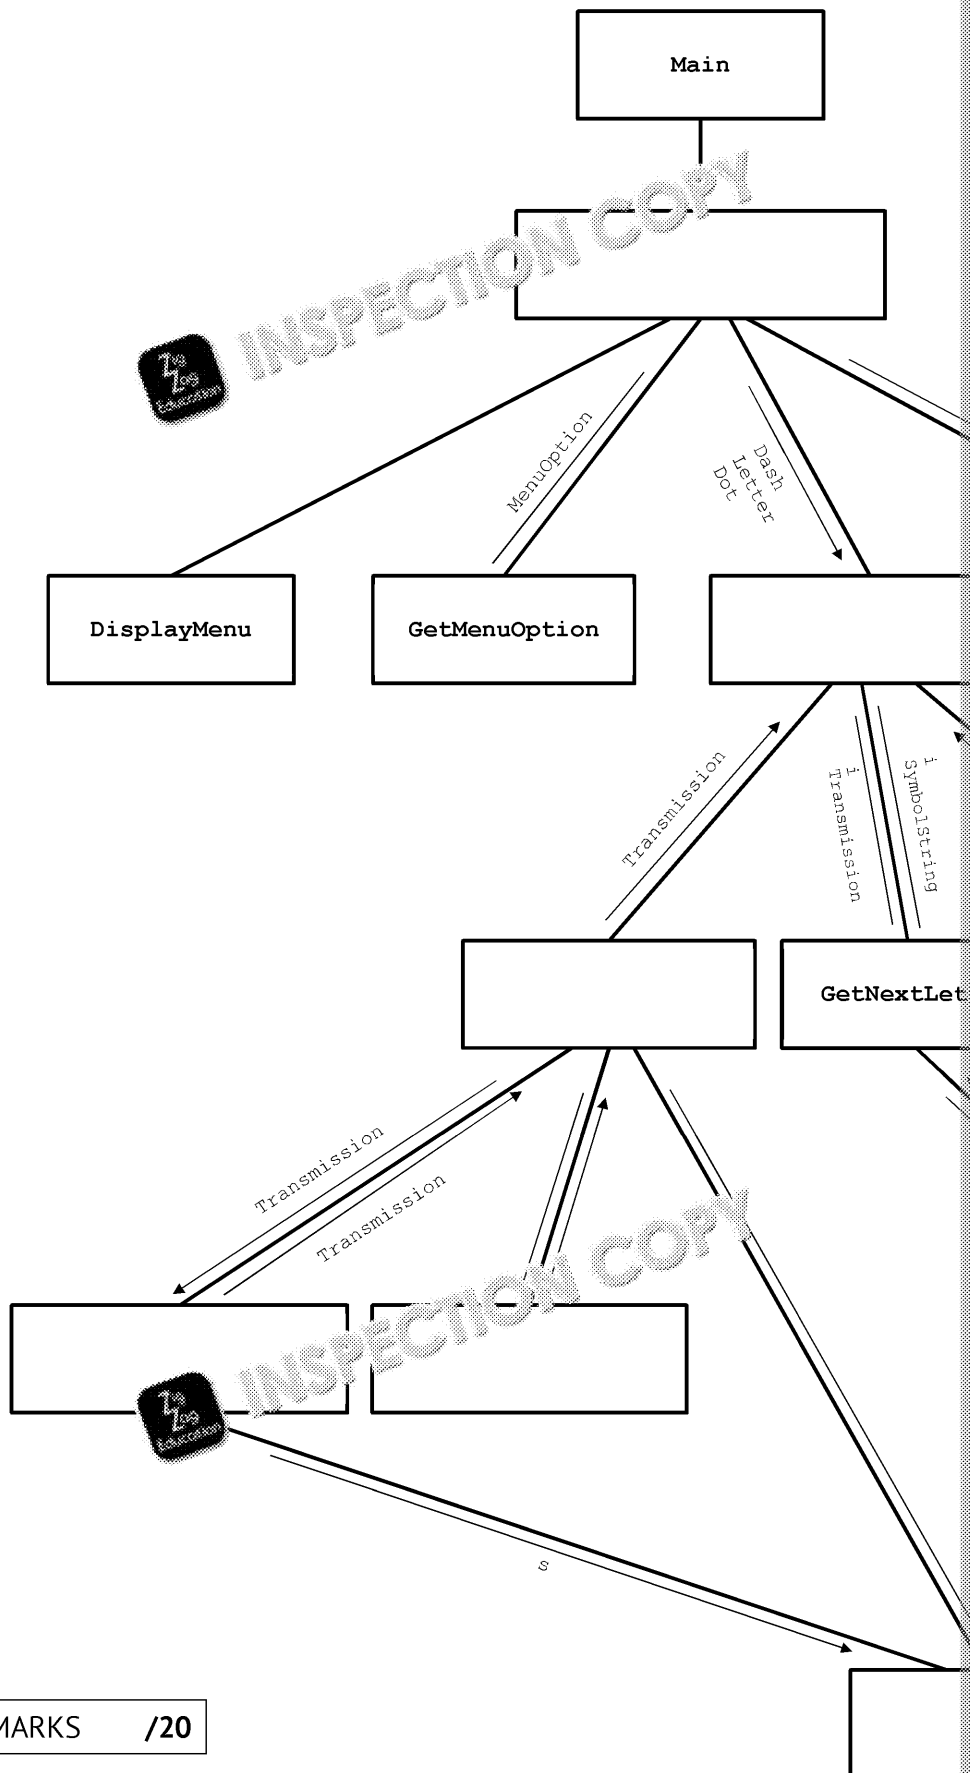 Main
INSPECTION COPY
Zig
Zag
Education
MenuOption
Dash
Letter
Dot
DisplayMenu
GetMenuOption
Transmission
i
Transmission
i
SymbolString
GetNextLet
Transmission
Transmission
INSPECTION COPY
Zig
Zag
Education
s
MARKS /20